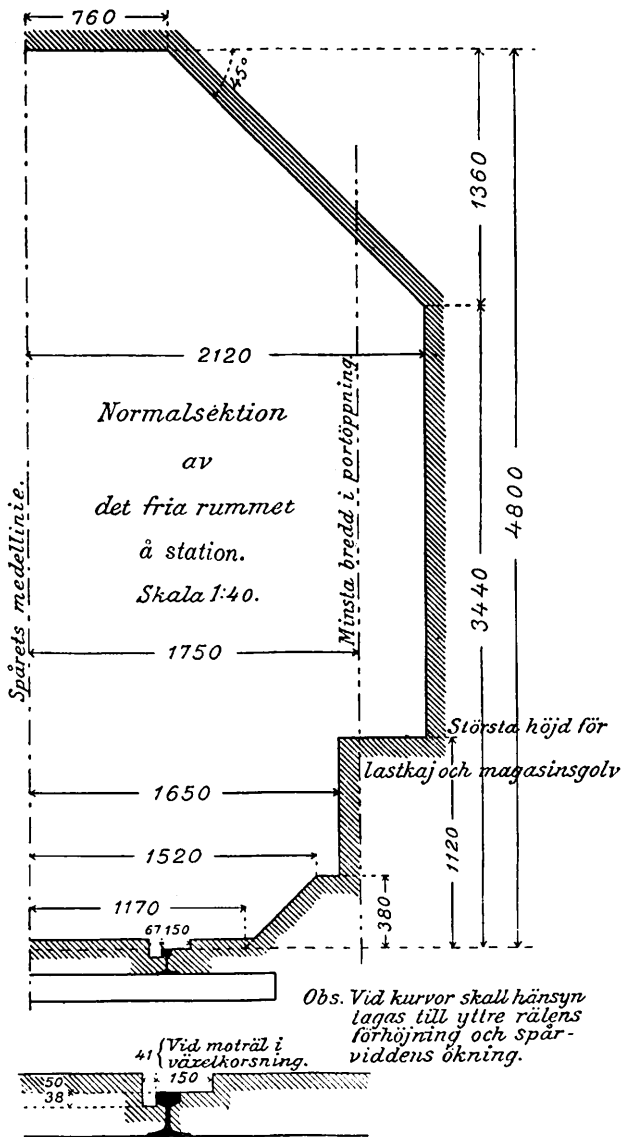 760
45°
1360
2120
Normalsektion
av
det fria rummet
å station.
Skala 1:40.
Spårets medellinie.
Minsta bredd i portöppning.
4800
3440
1750
Största höjd för
lastkaj och magasinsgolv
1650
1120
1520
380
1170
67 150
Obs. Vid kurvor skall hänsyn
tagas till yttre rälens
förhöjning och spår-
viddens ökning.
41 { Vid moträl i
växelkorsning.
150
50
38